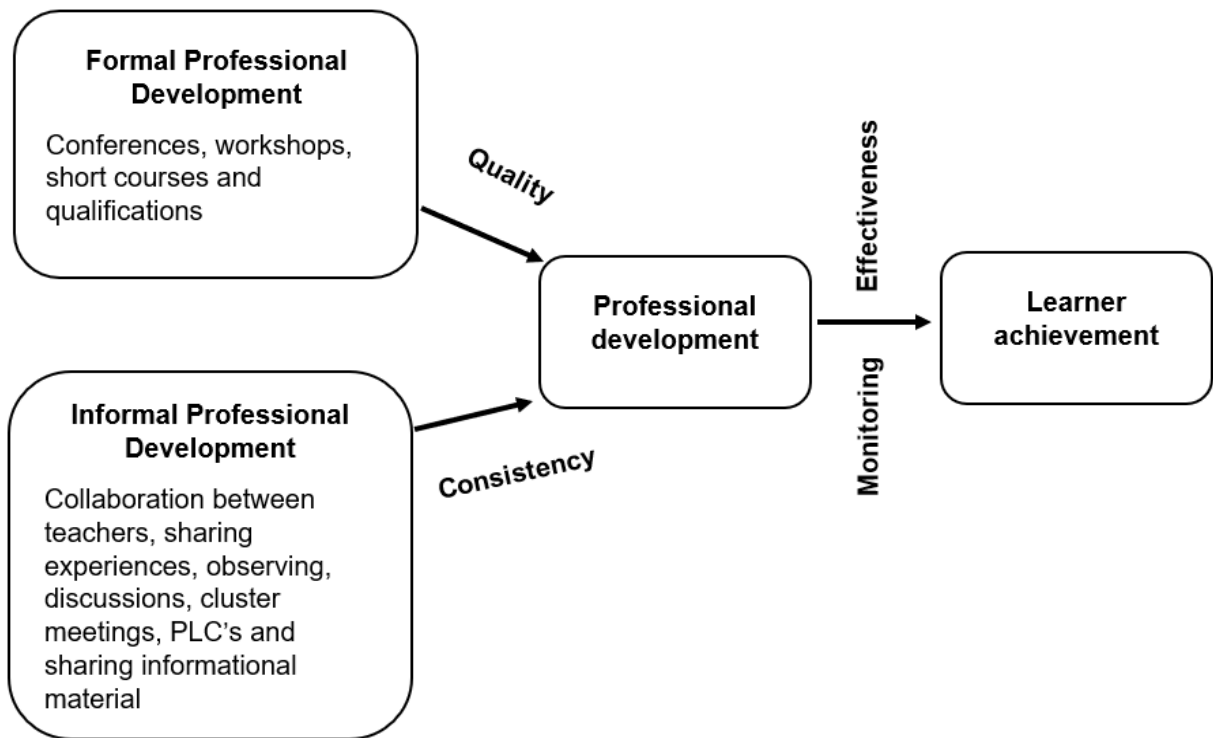 Formal Professional
Development
Conferences, workshops,
short courses and
qualifications
Quality
Informal Professional
Development
Collaboration between
teachers, sharing
experiences, observing,
discussions, cluster
meetings, PLC's and
sharing informational
material
Consistency
Professional
development
Effectiveness
Monitoring
Learner
achievement